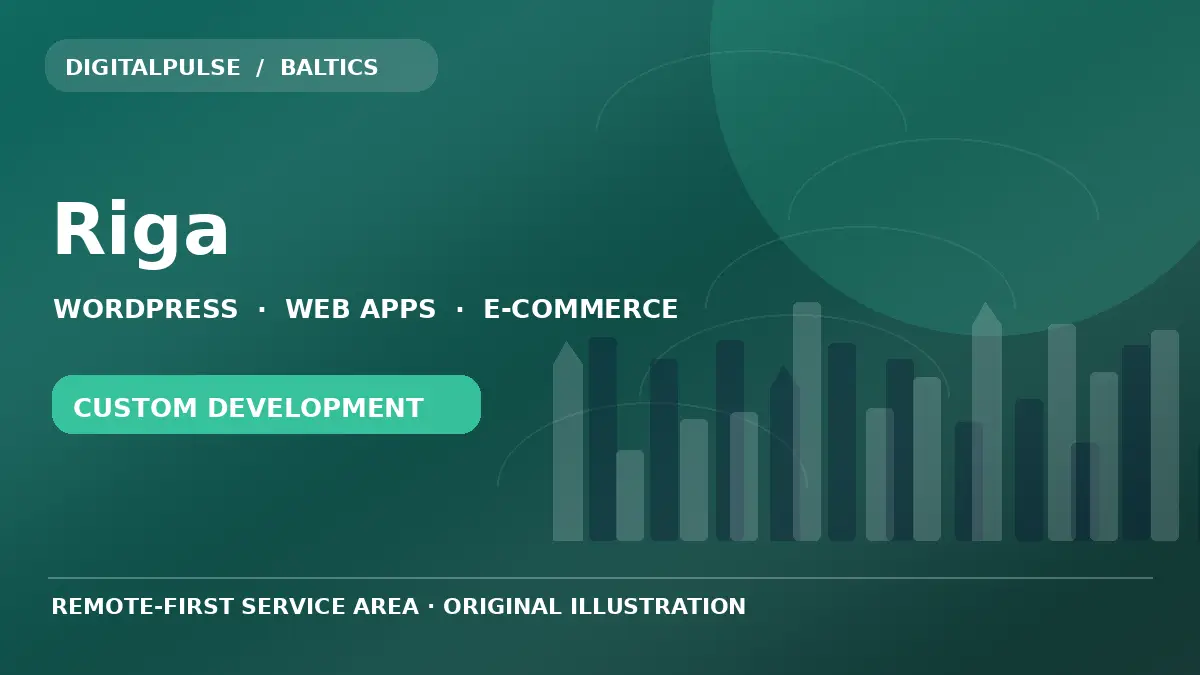 DIGITALPULSE / BALTICS
Riga
WORDPRESS · WEB APPS · E-COMMERCE
CUSTOM DEVELOPMENT
REMOTE-FIRST SERVICE AREA · ORIGINAL ILLUSTRATION